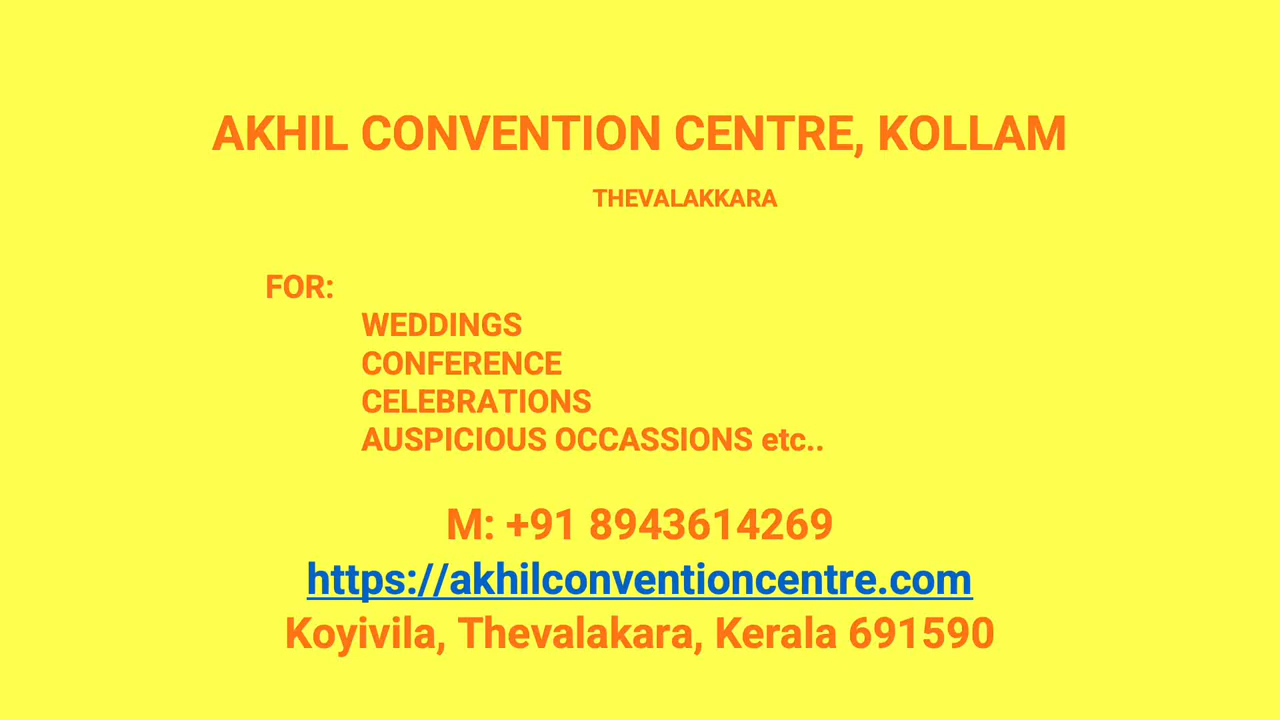 AKHIL CONVENTION CENTRE, KOLLAM
THEVALAKKARA
FOR:
WEDDINGS
CONFERENCE
CELEBRATIONS
AUSPICIOUS OCCASSIONS etc..
M: +91 8943614269
https://akhilconventioncentre.com
Koyivila, Thevalakara, Kerala 691590